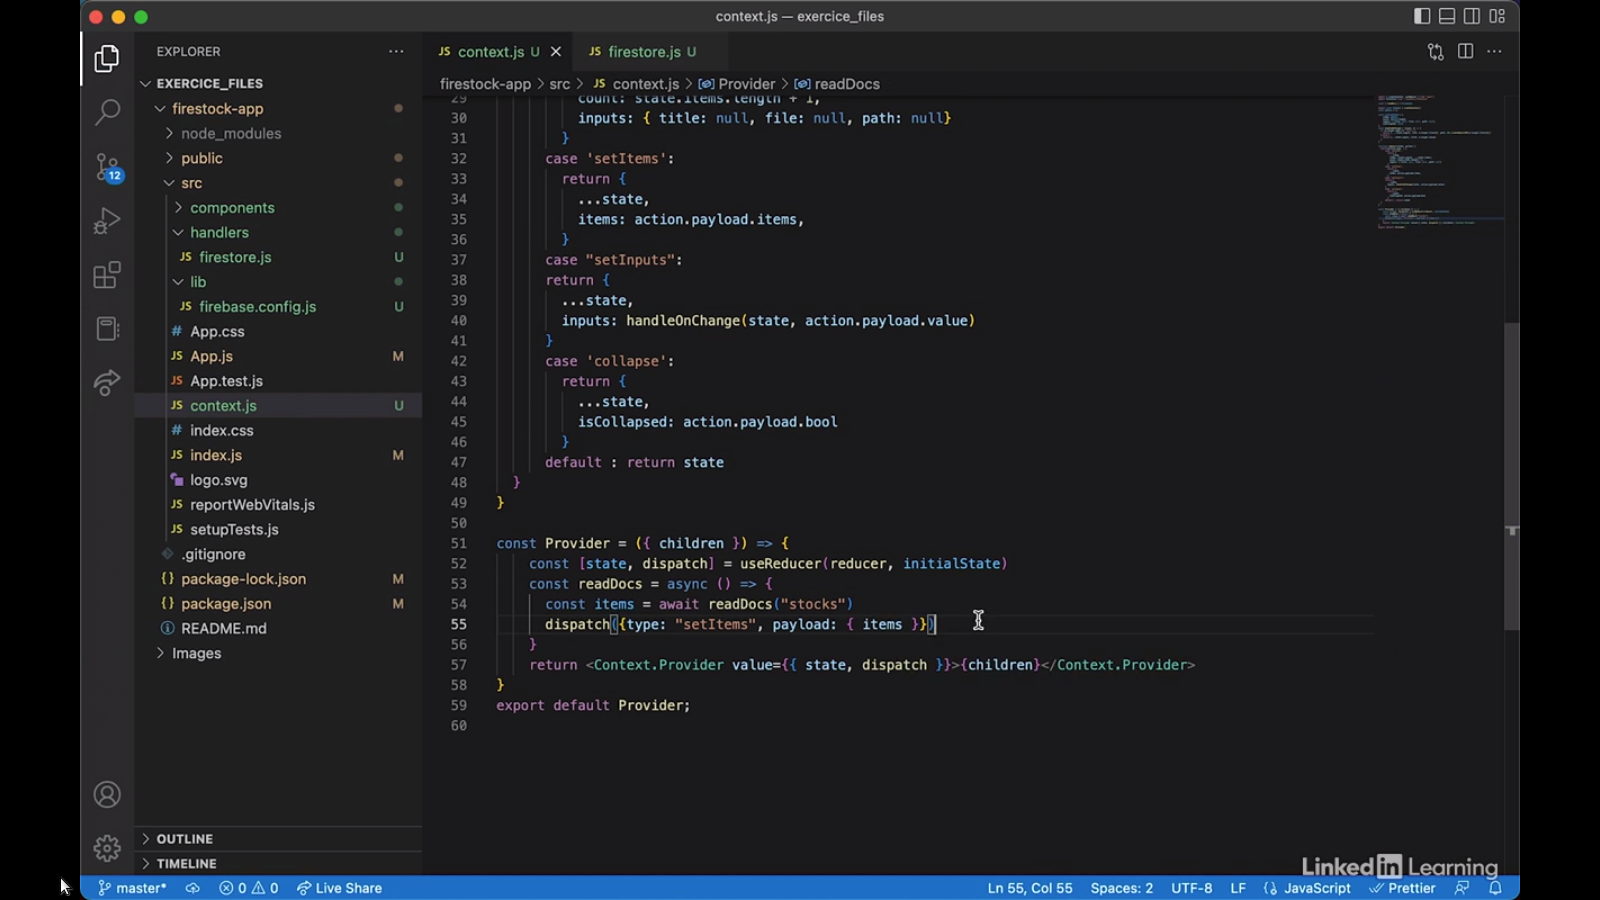 context.js — exercice_files
EXPLORER
EXERCICE_FILES
firestock-app
node_modules
public
src
components
handlers
JS firestore.js U
lib
JS firebase.config.js U
# App.css
JS App.js M
JS App.test.js
JS context.js U
# index.css
JS index.js M
logo.svg
JS reportWebVitals.js
JS setupTests.js
.gitignore
{} package-lock.json M
{} package.json M
README.md
Images
OUTLINE
TIMELINE
12
JS context.js U
JS firestore.js U
firestock-app > src > JS context.js > Provider > readDocs
29 count: state.items.length + 1,
30 inputs: { title: null, file: null, path: null}
31 }
32 case 'setItems':
33 return {
34 ...state,
35 items: action.payload.items,
36 }
37 case "setInputs":
38 return {
39 ...state,
40 inputs: handleOnChange(state, action.payload.value)
41 }
42 case 'collapse':
43 return {
44 ...state,
45 isCollapsed: action.payload.bool
46 }
47 default : return state
48 }
49 }
50
51 const Provider = ({ children }) => {
52 const [state, dispatch] = useReducer(reducer, initialState)
53 const readDocs = async () => {
54 const items = await readDocs("stocks")
55 dispatch({type: "setItems", payload: { items }})
56 }
57 return <Context.Provider value={{ state, dispatch }}>{children}</Context.Provider>
58 }
59 export default Provider;
60
LinkedIn Learning
master* 0 0 Live Share Ln 55, Col 55 Spaces: 2 UTF-8 LF {} JavaScript Prettier